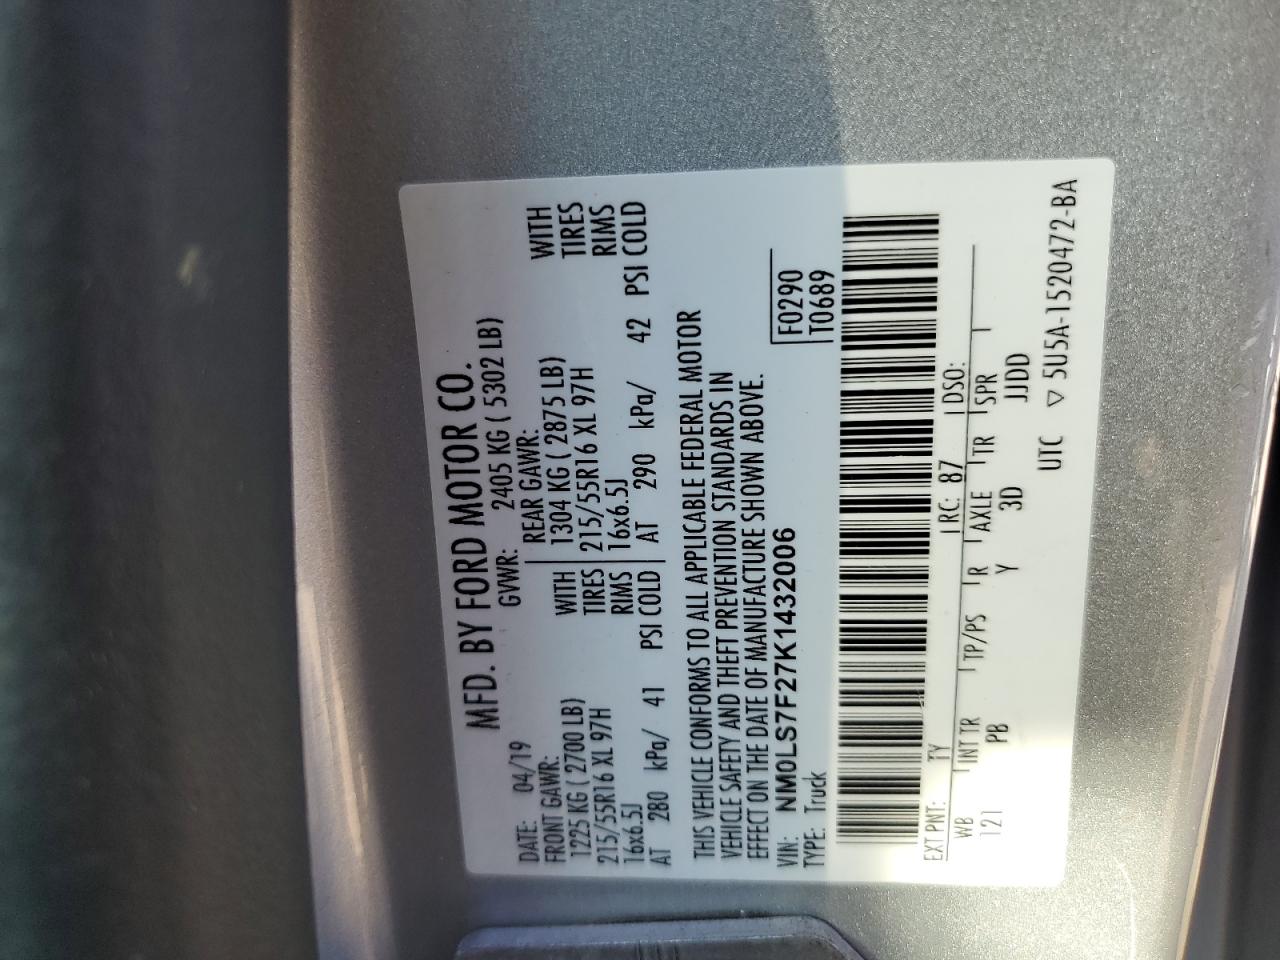 MFD. BY FORD MOTOR CO.
DATE: 04/19 GVWR: 2405 KG ( 5302 LB)
FRONT GAWR: REAR GAWR:
1225 KG ( 2700 LB) WITH 1304 KG ( 2875 LB) WITH
215/55R16 XL 97H TIRES 215/55R16 XL 97H TIRES
16x6.5J RIMS 16x6.5J RIMS
AT 280 kPa/ 41 PSI COLD AT 290 kPa/ 42 PSI COLD
THIS VEHICLE CONFORMS TO ALL APPLICABLE FEDERAL MOTOR
VEHICLE SAFETY AND THEFT PREVENTION STANDARDS IN
EFFECT ON THE DATE OF MANUFACTURE SHOWN ABOVE.
VIN: NM0LS7F27K1432006 F0290
TYPE: Truck T0689
EXT PNT: TY RC: 87 DSO:
WB INT TR TP/PS R AXLE TR SPR
121 PB Y 3D JJDD
UTC ▽ 5U5A-1520472-BA